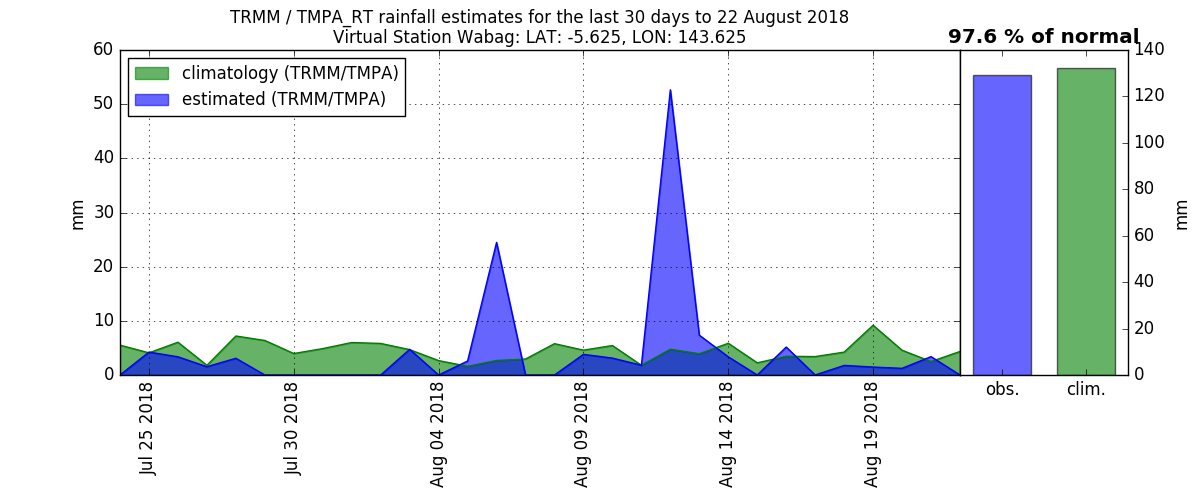 TRMM / TMPA_RT rainfall estimates for the last 30 days to 22 August 2018
Virtual Station Wabag: LAT: -5.625, LON: 143.625
97.6 % of normal
climatology (TRMM/TMPA)
estimated (TRMM/TMPA)
60
50
40
30
20
10
0
mm
Jul 25 2018
Jul 30 2018
Aug 04 2018
Aug 09 2018
Aug 14 2018
Aug 19 2018
140
120
100
80
60
40
20
0
mm
obs.
clim.